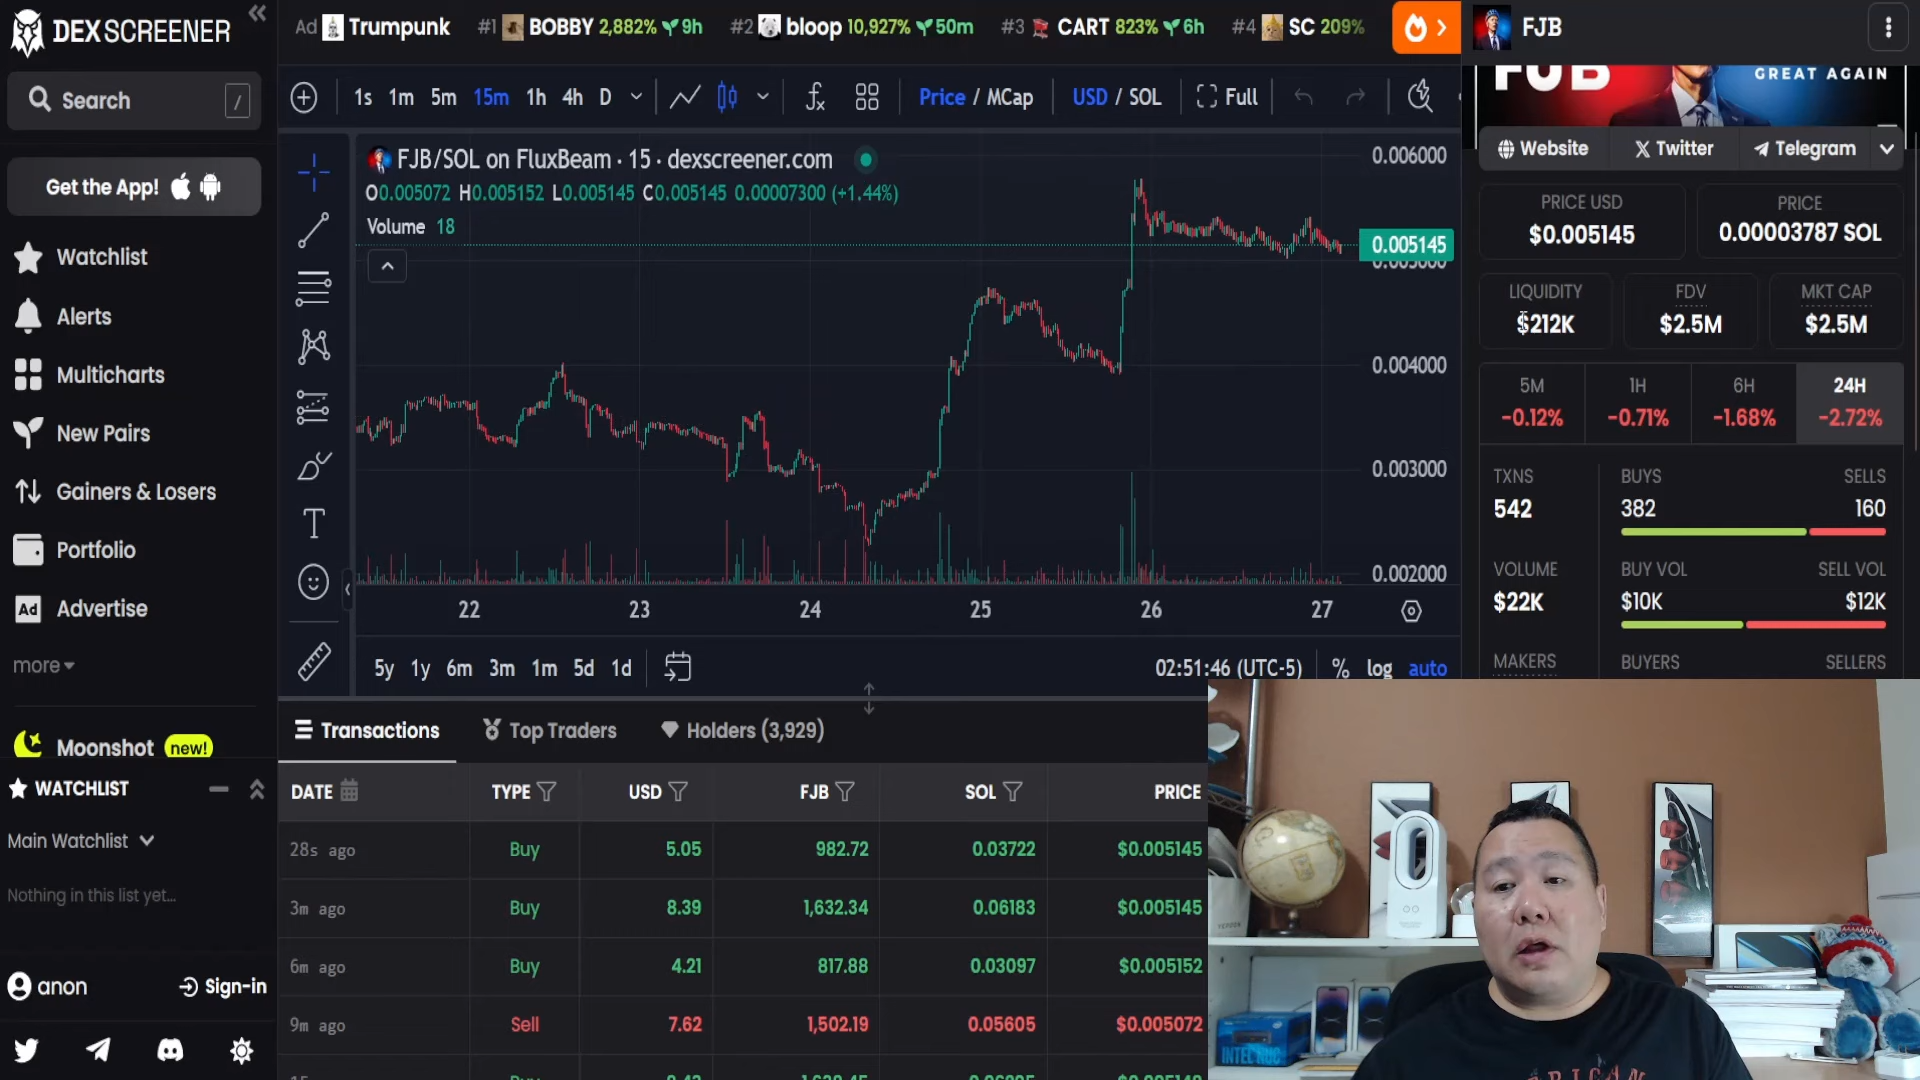 DEX SCREENER
Search
/
Get the App!
Watchlist
Alerts
Multicharts
New Pairs
Gainers & Losers
Portfolio
Ad Advertise
more
Moonshot new!
WATCHLIST
Main Watchlist
Nothing in this list yet...
anon
Sign-in
Ad Trumpunk #1 BOBBY 2,882% 9h #2 bloop 10,927% 50m #3 CART 823% 6h #4 SC 209%
1s 1m 5m 15m 1h 4h D
Price / MCap
USD / SOL
Full
FJB/SOL on FluxBeam · 15 · dexscreener.com
O0.005072 H0.005152 L0.005145 C0.005145 0.00007300 (+1.44%)
Volume 18
0.006000
0.005145
0.005000
0.004000
0.003000
0.002000
22 23 24 25 26 27
5y 1y 6m 3m 1m 5d 1d
02:51:46 (UTC-5) % log auto
Transactions Top Traders Holders (3,929)
DATE TYPE USD FJB SOL PRICE
28s ago Buy 5.05 982.72 0.03722 $0.005145
3m ago Buy 8.39 1,632.34 0.06183 $0.005145
6m ago Buy 4.21 817.88 0.03097 $0.005152
9m ago Sell 7.62 1,502.19 0.05605 $0.005072
FJB
GREAT AGAIN
Website Twitter Telegram
PRICE USD
$0.005145
PRICE
0.00003787 SOL
LIQUIDITY
$212K
FDV
$2.5M
MKT CAP
$2.5M
5M
-0.12%
1H
-0.71%
6H
-1.68%
24H
-2.72%
TXNS
542
BUYS
382
SELLS
160
VOLUME
$22K
BUY VOL
$10K
SELL VOL
$12K
MAKERS
BUYERS
SELLERS
INTEL NUC